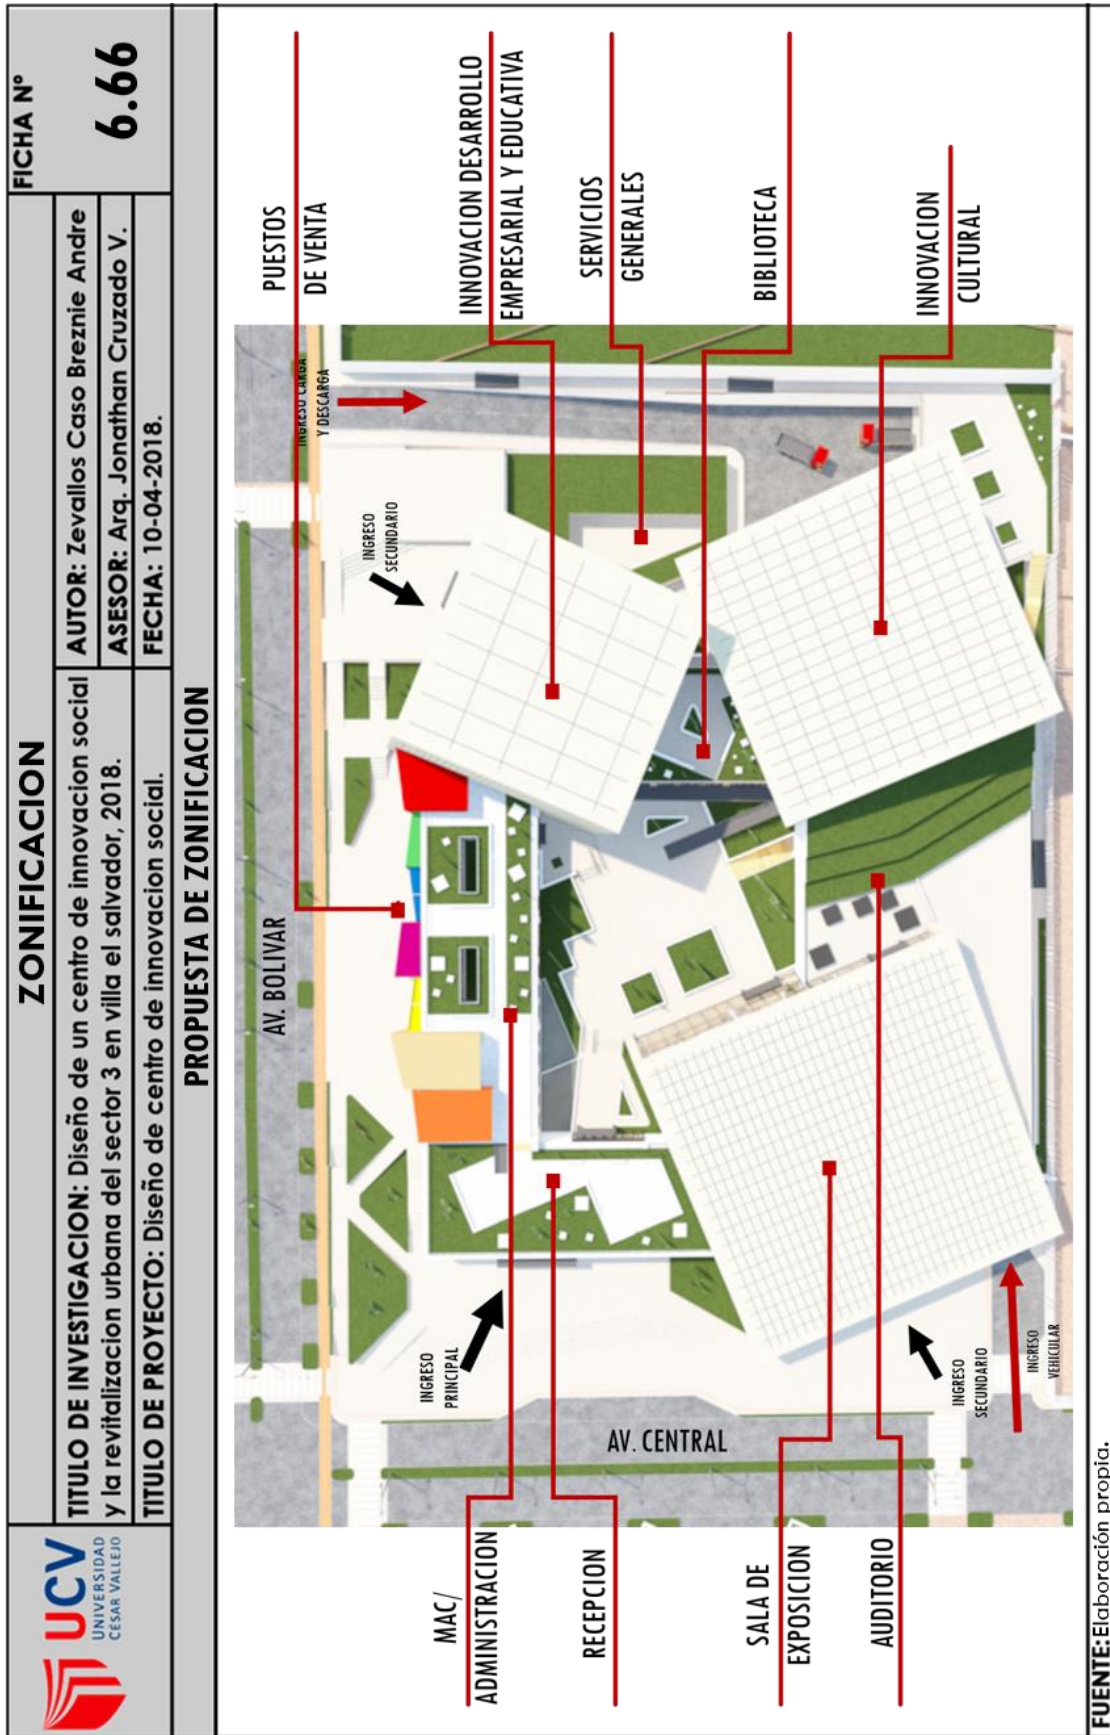 UCV
UNIVERSIDAD
CÉSAR VALLEJO
ZONIFICACION
TITULO DE INVESTIGACION: Diseño de un centro de innovacion social
y la revitalizacion urbana del sector 3 en villa el salvador, 2018.
TITULO DE PROYECTO: Diseño de centro de innovacion social.
AUTOR: Zevallos Caso Breznie Andre
ASESOR: Arq. Jonathan Cruzado V.
FECHA: 10-04-2018.
FICHA N°
6.66
PROPUESTA DE ZONIFICACION
PUESTOS
DE VENTA
INNOVACION DESARROLLO
EMPRESARIAL Y EDUCATIVA
SERVICIOS
GENERALES
BIBLIOTECA
INNOVACION
CULTURAL
AV. BOLIVAR
INGRESO CARGA
Y DESCARGA
INGRESO
SECUNDARIO
INGRESO
PRINCIPAL
AV. CENTRAL
INGRESO
SECUNDARIO
INGRESO
VEHICULAR
MAC/
ADMINISTRACION
RECEPCION
SALA DE
EXPOSICION
AUDITORIO
FUENTE: Elaboración propia.